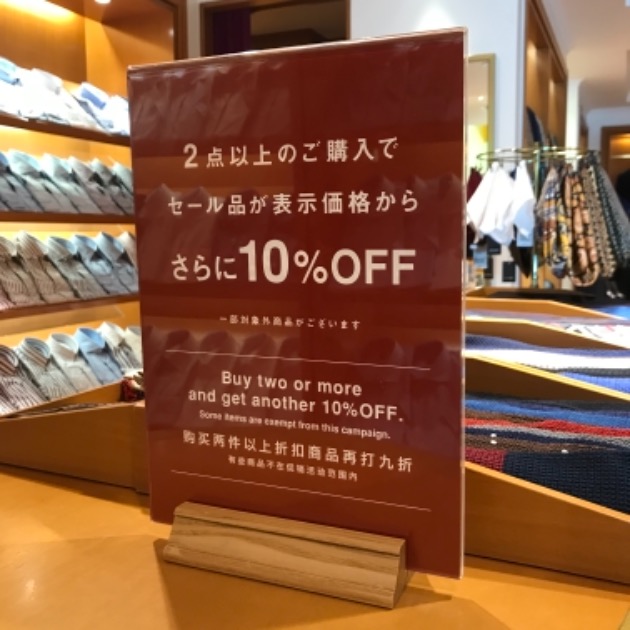 2点以上のご購入で
セール品が表示価格から
さらに10%OFF
一部対象外商品がございます
Buy two or more
and get another 10%OFF.
Some items are exempt from this campaign.
购买两件以上折扣商品再打九折
有些商品不在促销活动范围内